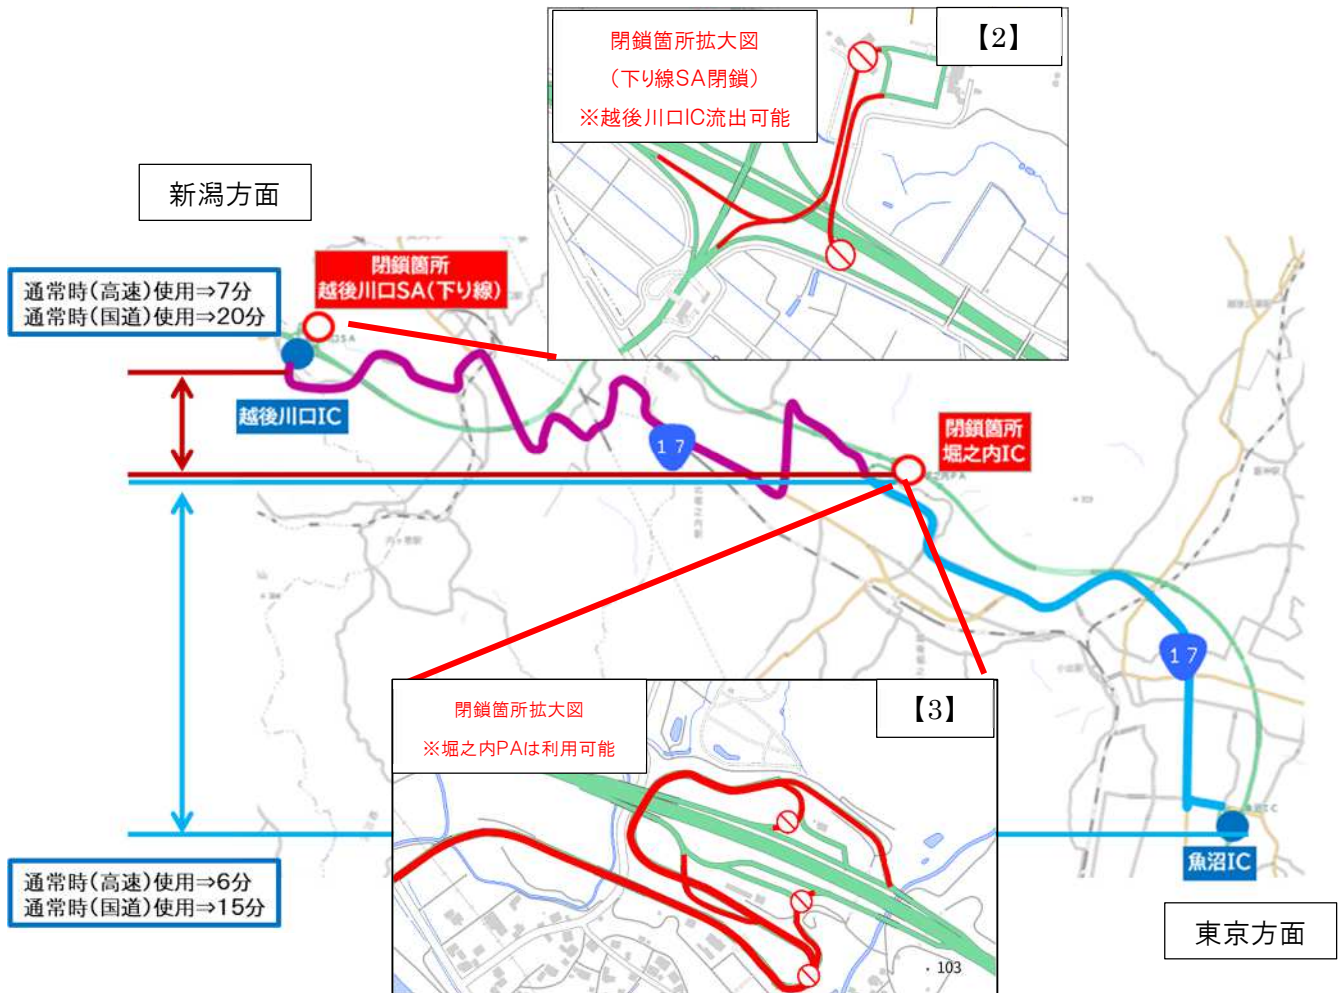 閉鎖箇所拡大図
（下り線SA閉鎖）
※越後川口IC流出可能
【2】
新潟方面
通常時(高速)使用⇒7分
通常時(国道)使用⇒20分
閉鎖箇所
越後川口SA(下り線)
越後川口IC
17
閉鎖箇所
堀之内IC
17
閉鎖箇所拡大図
※堀之内PAは利用可能
【3】
103
魚沼IC
通常時(高速)使用⇒6分
通常時(国道)使用⇒15分
東京方面